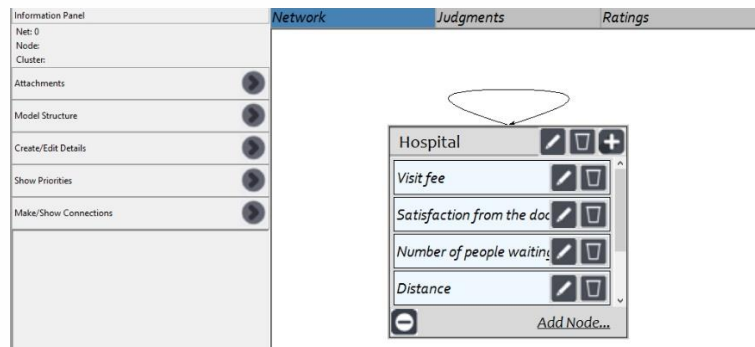 Information Panel
Net: 0
Node:
Cluster:
Attachments
Model Structure
Create/Edit Details
Show Priorities
Make/Show Connections
Network Judgments Ratings
Hospital
Visit fee
Satisfaction from the doc
Number of people waiting
Distance
Add Node...